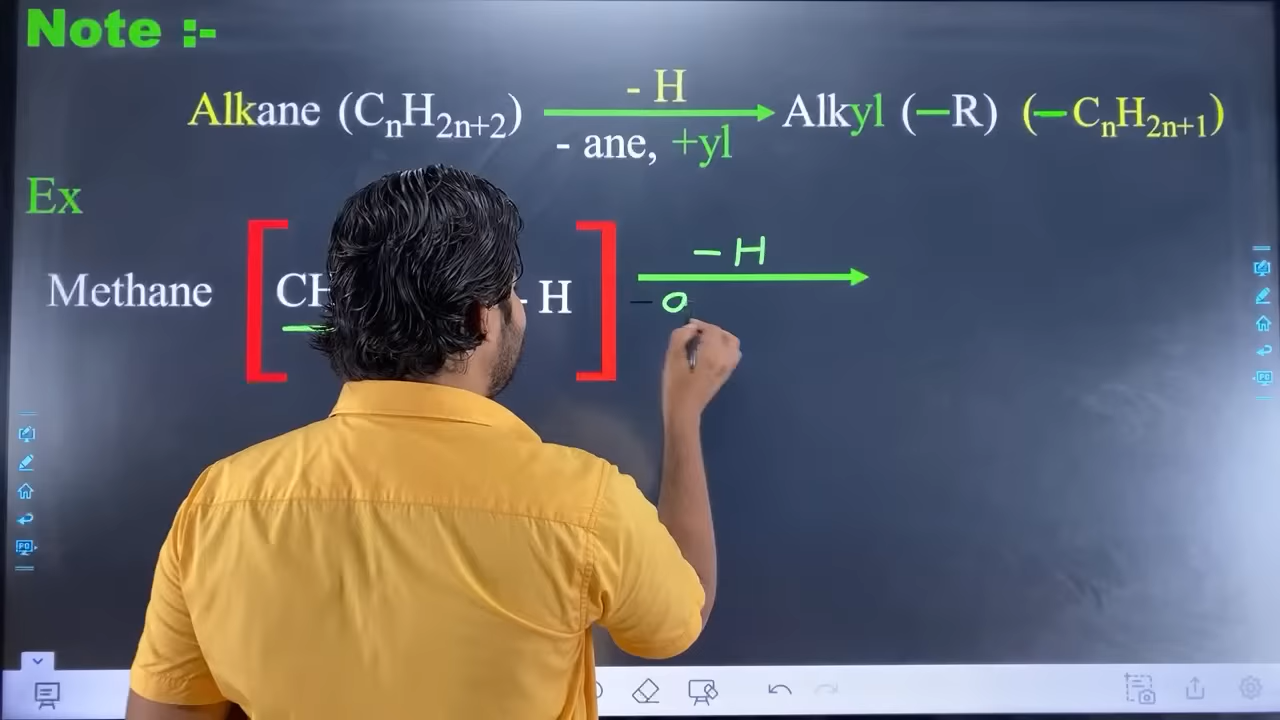 Note :-
Alkane (CₙH₂ₙ₊₂) - H - ane, +yl Alkyl (−R) (−CₙH₂ₙ₊₁)
Ex
Methane [CH - H] - H - a